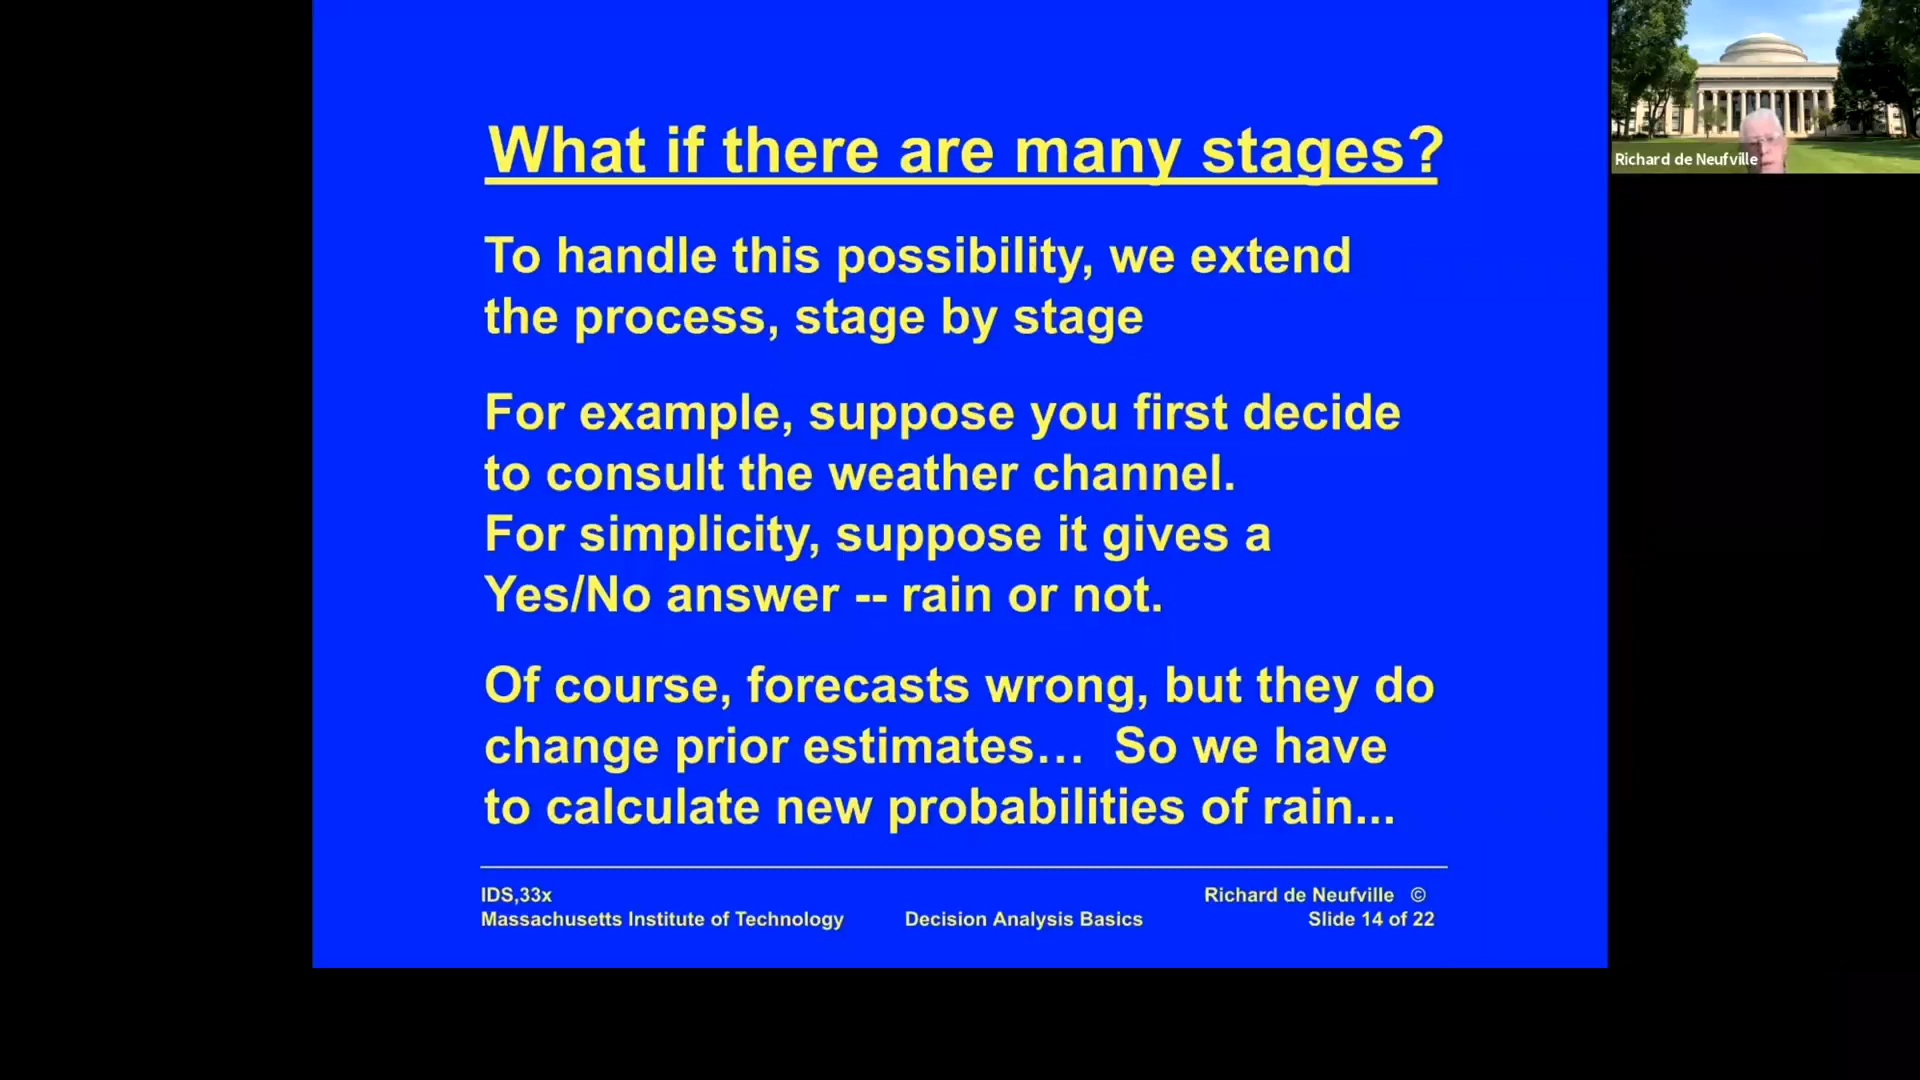 What if there are many stages?
To handle this possibility, we extend
the process, stage by stage
For example, suppose you first decide
to consult the weather channel.
For simplicity, suppose it gives a
Yes/No answer -- rain or not.
Of course, forecasts wrong, but they do
change prior estimates… So we have
to calculate new probabilities of rain...
IDS,33x
Massachusetts Institute of Technology
Decision Analysis Basics
Richard de Neufville ©
Slide 14 of 22
Richard de Neufville